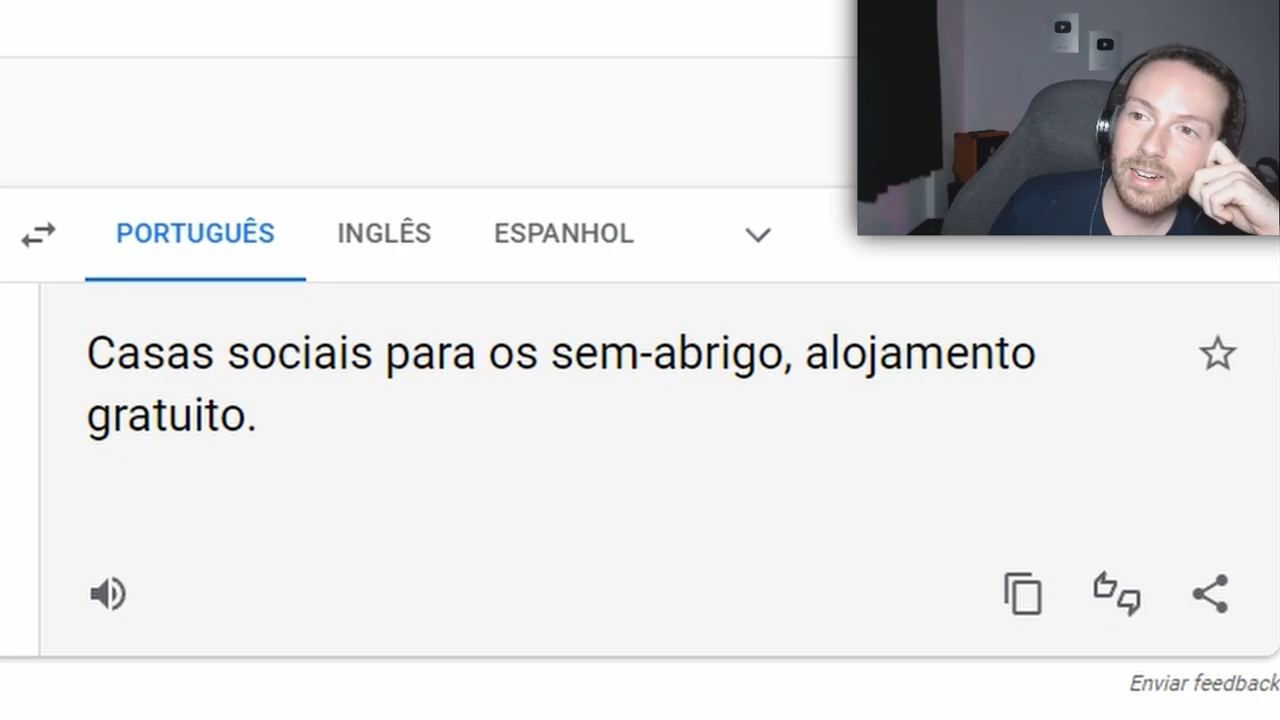 PORTUGUÊS INGLÊS ESPANHOL
Casas sociais para os sem-abrigo, alojamento
gratuito.
Enviar feedback